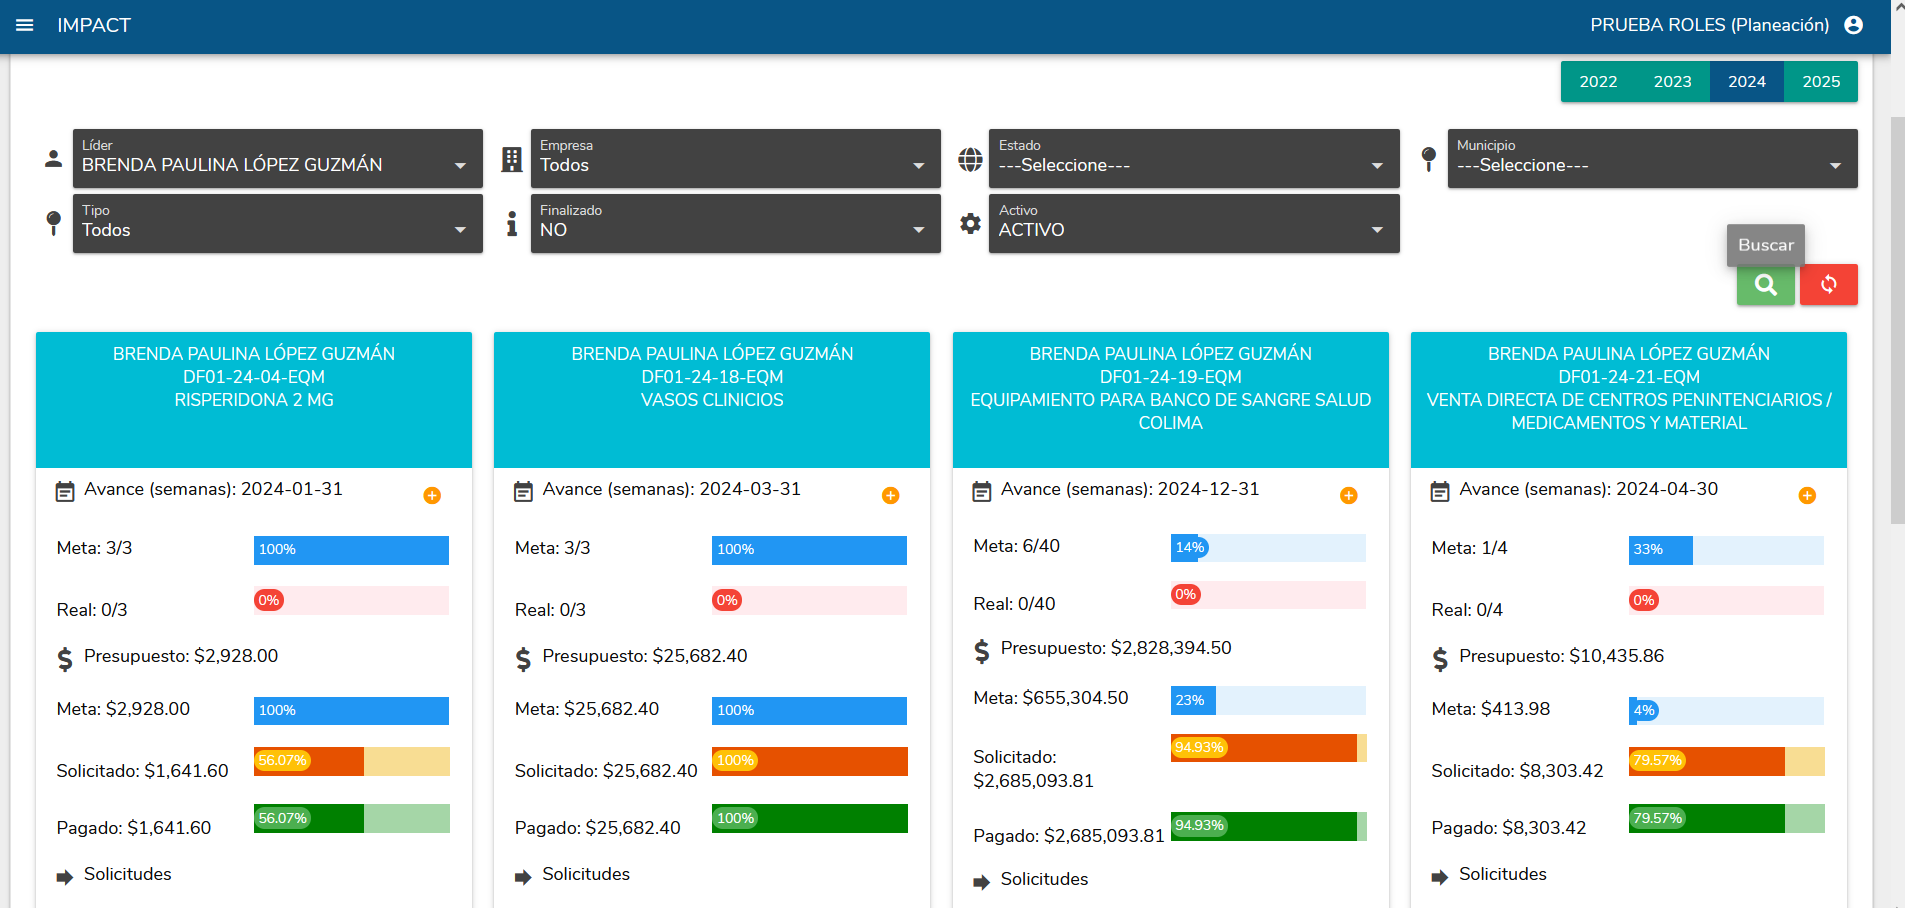 IMPACT
PRUEBA ROLES (Planeación)
2022
2023
2024
2025
Líder
BRENDA PAULINA LÓPEZ GUZMÁN
Empresa
Todos
Estado
---Seleccione---
Municipio
---Seleccione---
Tipo
Todos
Finalizado
NO
Activo
ACTIVO
Buscar
BRENDA PAULINA LÓPEZ GUZMÁN
DF01-24-04-EQM
RISPERIDONA 2 MG
Avance (semanas): 2024-01-31
Meta: 3/3
100%
Real: 0/3
0%
Presupuesto: $2,928.00
Meta: $2,928.00
100%
Solicitado: $1,641.60
56.07%
Pagado: $1,641.60
56.07%
Solicitudes
BRENDA PAULINA LÓPEZ GUZMÁN
DF01-24-18-EQM
VASOS CLINICIOS
Avance (semanas): 2024-03-31
Meta: 3/3
100%
Real: 0/3
0%
Presupuesto: $25,682.40
Meta: $25,682.40
100%
Solicitado: $25,682.40
100%
Pagado: $25,682.40
100%
Solicitudes
BRENDA PAULINA LÓPEZ GUZMÁN
DF01-24-19-EQM
EQUIPAMIENTO PARA BANCO DE SANGRE SALUD
COLIMA
Avance (semanas): 2024-12-31
Meta: 6/40
14%
Real: 0/40
0%
Presupuesto: $2,828,394.50
Meta: $655,304.50
23%
Solicitado:
$2,685,093.81
94.93%
Pagado: $2,685,093.81
94.93%
Solicitudes
BRENDA PAULINA LÓPEZ GUZMÁN
DF01-24-21-EQM
VENTA DIRECTA DE CENTROS PENINTENCIARIOS /
MEDICAMENTOS Y MATERIAL
Avance (semanas): 2024-04-30
Meta: 1/4
33%
Real: 0/4
0%
Presupuesto: $10,435.86
Meta: $413.98
4%
Solicitado: $8,303.42
79.57%
Pagado: $8,303.42
79.57%
Solicitudes